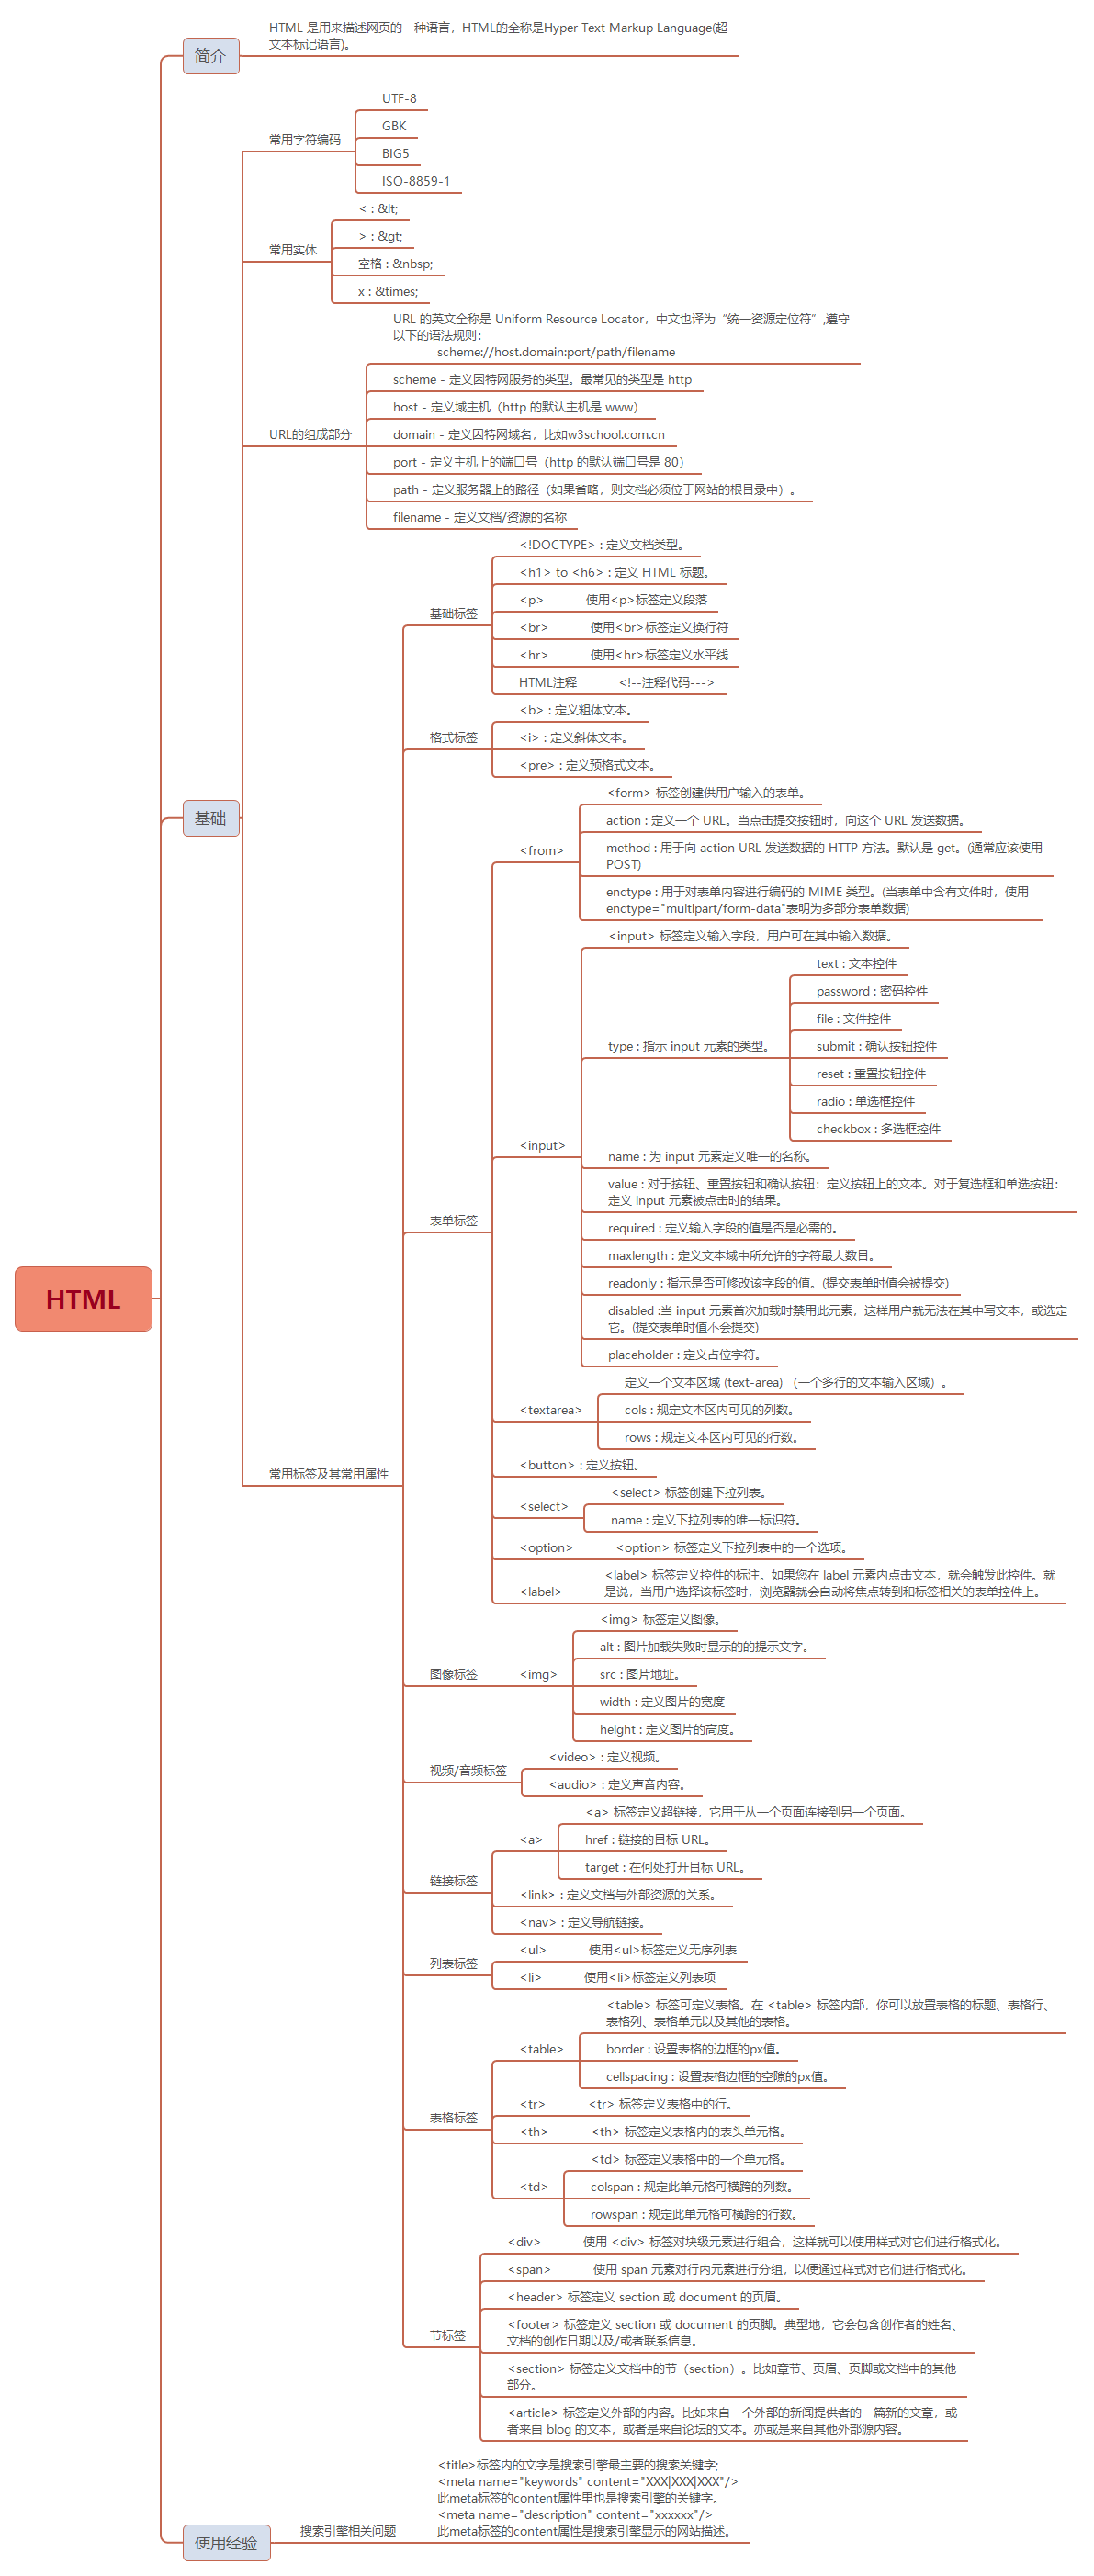 HTML 是用来描述网页的一种语言，HTML的全称是Hyper Text Markup Language(超
文本标记语言)。
简介
UTF-8
GBK
常用字符编码
BIG5
ISO-8859-1
< : &lt;
> : &gt;
常用实体
空格 : &nbsp;
x : &times;
URL 的英文全称是 Uniform Resource Locator，中文也译为“统一资源定位符”,遵守
以下的语法规则：
scheme://host.domain:port/path/filename
scheme - 定义因特网服务的类型。最常见的类型是 http
host - 定义域主机（http 的默认主机是 www）
URL的组成部分
domain - 定义因特网域名，比如w3school.com.cn
port - 定义主机上的端口号（http 的默认端口号是 80）
path - 定义服务器上的路径（如果省略，则文档必须位于网站的根目录中）。
filename - 定义文档/资源的名称
<!DOCTYPE> : 定义文档类型。
<h1> to <h6> : 定义 HTML 标题。
<p> 使用<p>标签定义段落
基础标签
<br> 使用<br>标签定义换行符
<hr> 使用<hr>标签定义水平线
HTML注释 <!--注释代码--->
<b> : 定义粗体文本。
格式标签
<i> : 定义斜体文本。
<pre> : 定义预格式文本。
基础
<form> 标签创建供用户输入的表单。
action : 定义一个 URL。当点击提交按钮时，向这个 URL 发送数据。
<from>
method : 用于向 action URL 发送数据的 HTTP 方法。默认是 get。(通常应该使用
POST)
enctype : 用于对表单内容进行编码的 MIME 类型。(当表单中含有文件时，使用
enctype="multipart/form-data"表明为多部分表单数据)
<input> 标签定义输入字段，用户可在其中输入数据。
text : 文本控件
password : 密码控件
file : 文件控件
type : 指示 input 元素的类型。
submit : 确认按钮控件
reset : 重置按钮控件
radio : 单选框控件
checkbox : 多选框控件
<input>
name : 为 input 元素定义唯一的名称。
value : 对于按钮、重置按钮和确认按钮：定义按钮上的文本。对于复选框和单选按钮：
定义 input 元素被点击时的结果。
表单标签
required : 定义输入字段的值是否是必需的。
maxlength : 定义文本域中所允许的字符最大数目。
readonly : 指示是否可修改该字段的值。(提交表单时值会被提交)
HTML
disabled :当 input 元素首次加载时禁用此元素，这样用户就无法在其中写文本，或选定
它。(提交表单时值不会提交)
placeholder : 定义占位字符。
定义一个文本区域 (text-area) （一个多行的文本输入区域）。
<textarea>
cols : 规定文本区内可见的列数。
rows : 规定文本区内可见的行数。
<button> : 定义按钮。
常用标签及其常用属性
<select> 标签创建下拉列表。
<select>
name : 定义下拉列表的唯一标识符。
<option> <option> 标签定义下拉列表中的一个选项。
<label> 标签定义控件的标注。如果您在 label 元素内点击文本，就会触发此控件。就
<label>
是说，当用户选择该标签时，浏览器就会自动将焦点转到和标签相关的表单控件上。
<img> 标签定义图像。
alt : 图片加载失败时显示的的提示文字。
图像标签
<img>
src : 图片地址。
width : 定义图片的宽度
height : 定义图片的高度。
<video> : 定义视频。
视频/音频标签
<audio> : 定义声音内容。
<a> 标签定义超链接，它用于从一个页面连接到另一个页面。
<a>
href : 链接的目标 URL。
target : 在何处打开目标 URL。
链接标签
<link> : 定义文档与外部资源的关系。
<nav> : 定义导航链接。
<ul> 使用<ul>标签定义无序列表
列表标签
<li> 使用<li>标签定义列表项
<table> 标签可定义表格。在 <table> 标签内部，你可以放置表格的标题、表格行、
表格列、表格单元以及其他的表格。
<table>
border : 设置表格的边框的px值。
cellspacing : 设置表格边框的空隙的px值。
<tr> <tr> 标签定义表格中的行。
表格标签
<th> <th> 标签定义表格内的表头单元格。
<td> 标签定义表格中的一个单元格。
<td>
colspan : 规定此单元格可横跨的列数。
rowspan : 规定此单元格可横跨的行数。
<div> 使用 <div> 标签对块级元素进行组合，这样就可以使用样式对它们进行格式化。
<span> 使用 span 元素对行内元素进行分组，以便通过样式对它们进行格式化。
<header> 标签定义 section 或 document 的页眉。
节标签
<footer> 标签定义 section 或 document 的页脚。典型地，它会包含创作者的姓名、
文档的创作日期以及/或者联系信息。
<section> 标签定义文档中的节（section）。比如章节、页眉、页脚或文档中的其他
部分。
<article> 标签定义外部的内容。比如来自一个外部的新闻提供者的一篇新的文章，或
者来自 blog 的文本，或者是来自论坛的文本。亦或是来自其他外部源内容。
<title>标签内的文字是搜索引擎最主要的搜索关键字;
<meta name="keywords" content="XXX|XXX|XXX"/>
此meta标签的content属性里也是搜索引擎的关键字。
<meta name="description" content="xxxxxx"/>
此meta标签的content属性是搜索引擎显示的网站描述。
搜索引擎相关问题
使用经验